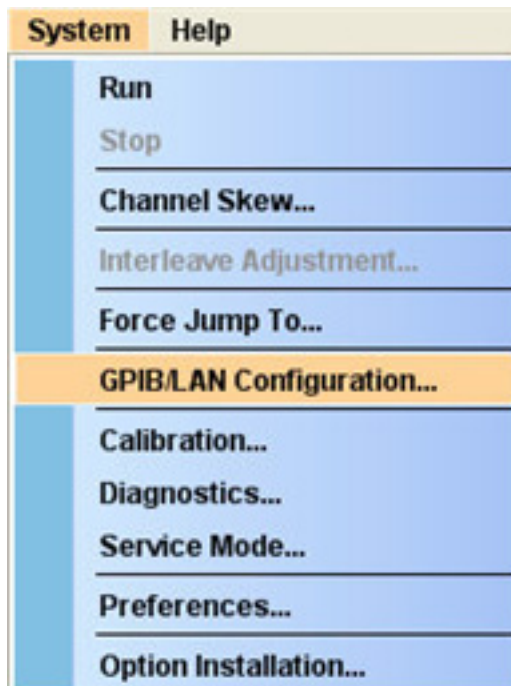 System Help
Run
Stop
Channel Skew...
Interleave Adjustment...
Force Jump To...
GPIB/LAN Configuration...
Calibration...
Diagnostics...
Service Mode...
Preferences...
Option Installation...